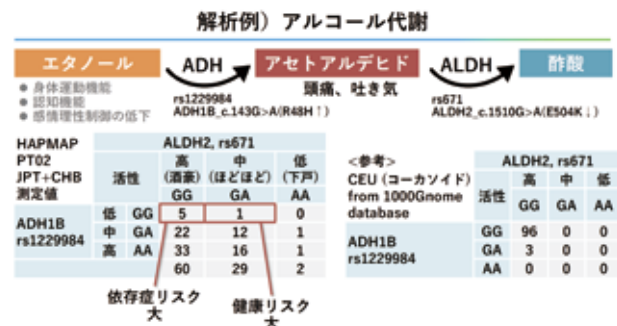 解析例）アルコール代謝
エタノール
ADH
アセトアルデヒド
ALDH
酢酸
● 身体運動機能
● 認知機能
● 感情理性制御の低下
rs1229984
ADH1B_c.143G>A(R48H↑)
頭痛、吐き気
rs671
ALDH2_c.1510G>A(E504K↓)
HAPMAP
PT02
JPT+CHB
測定値
ALDH2, rs671
活性
高 中 低
(酒豪) (ほどほど) (下戸)
GG GA AA
ADH1B
rs1229984
低 GG 5 1 0
中 GA 22 12 1
高 AA 33 16 1
60 29 2
依存症リスク
大
健康リスク
大
<参考>
CEU（コーカソイド）
from 1000Gnome
database
ALDH2, rs671
活性
高 中 低
GG GA AA
ADH1B
rs1229984
GG 96 0 0
GA 3 0 0
AA 0 0 0